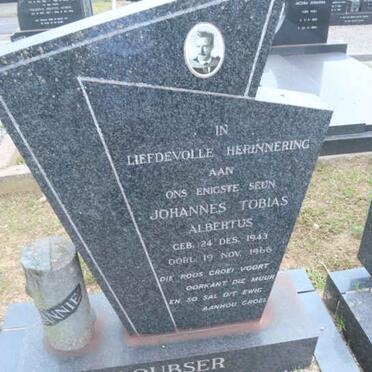 IN
LIEFDEVOLLE HERINNERING
AAN
ONS ENIGSTE SEUN
JOHANNES TOBIAS
ALBERTUS
GEB. 24 DES. 1943
OORL. 19 NOV. 1966
DIE ROOS GROEI VOORT
OORKANT DIE MUUR
EN SO SAL DIT EWIG
AANHOU GROEI
NNIE
OUBSER